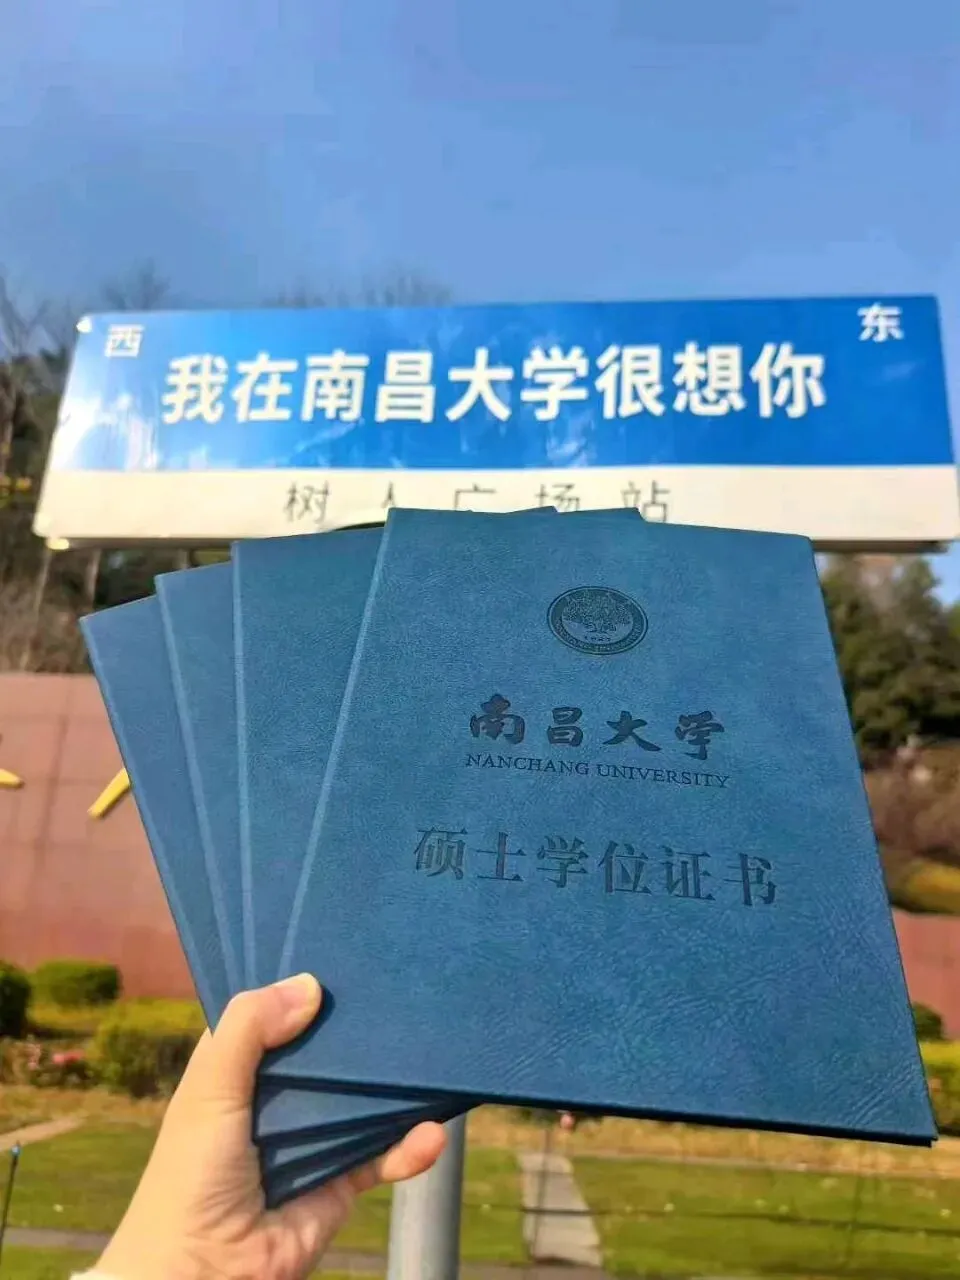 西
东
我在南昌大学很想你
树人广场站
1921
南昌大学
NANCHANG UNIVERSITY
硕士学位证书